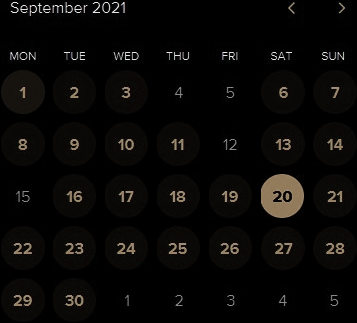 September 2021
MON TUE WED THU FRI SAT SUN
1 2 3 4 5 6 7
8 9 10 11 12 13 14
15 16 17 18 19 20 21
22 23 24 25 26 27 28
29 30 1 2 3 4 5